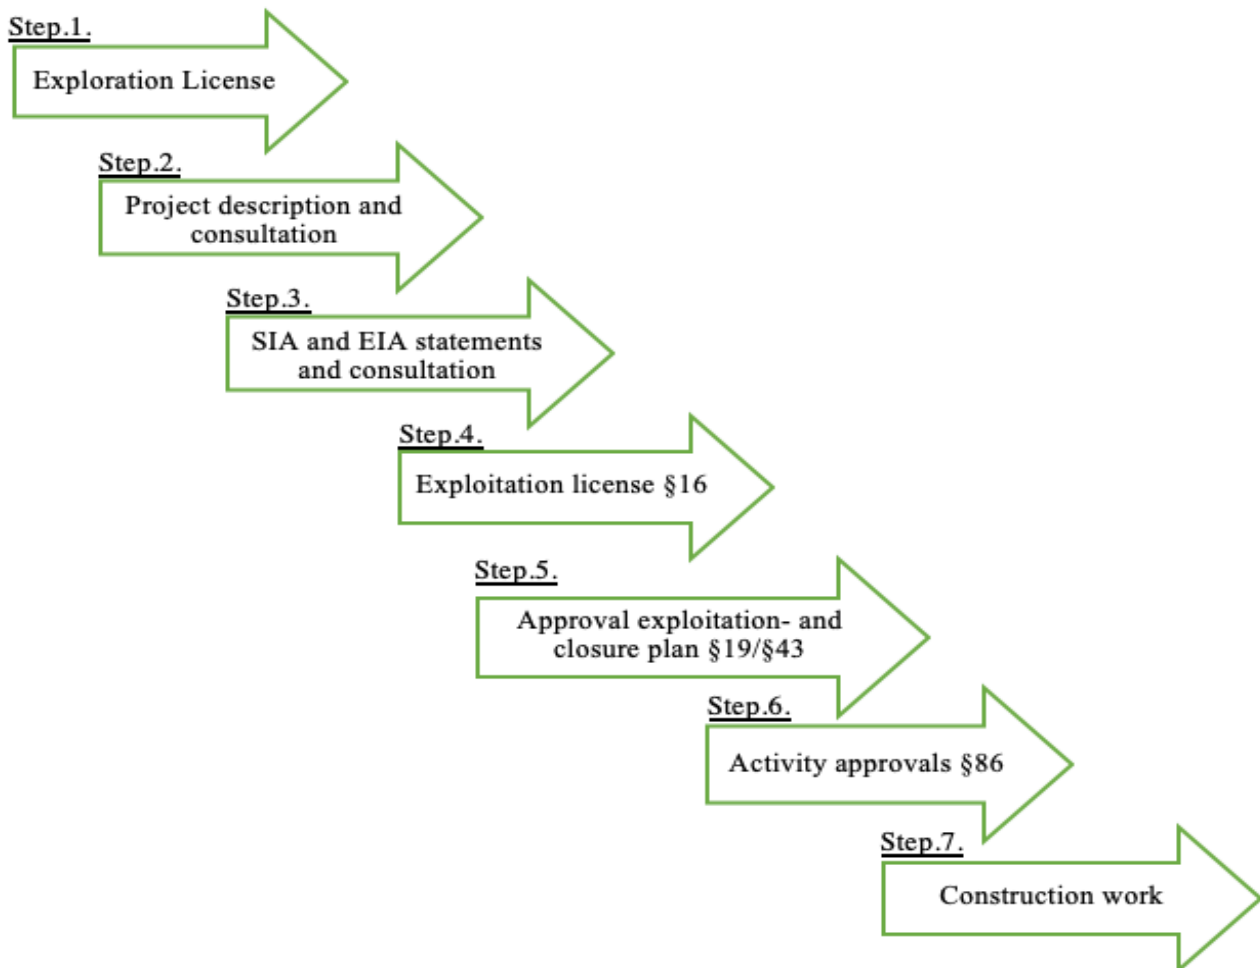 Step.1.
Exploration License
Step.2.
Project description and
consultation
Step.3.
SIA and EIA statements
and consultation
Step.4.
Exploitation license §16
Step.5.
Approval exploitation- and
closure plan §19/§43
Step.6.
Activity approvals §86
Step.7.
Construction work